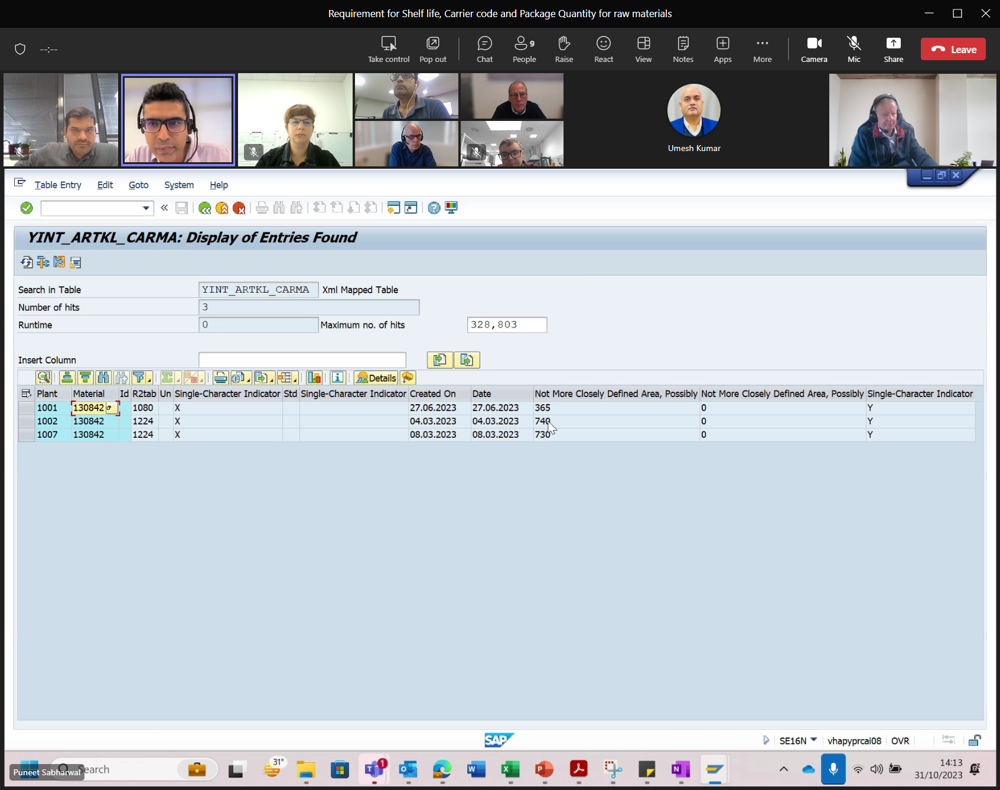 Requirement for Shelf life, Carrier code and Package Quantity for raw materials
--:--
Take control
Pop out
Chat
9
People
Raise
React
View
Notes
Apps
More
Camera
Mic
Share
Leave
Umesh Kumar
Table Entry Edit Goto System Help
YINT_ARTKL_CARMA: Display of Entries Found
Search in Table YINT_ARTKL_CARMA Xml Mapped Table
Number of hits 3
Runtime 0 Maximum no. of hits 328,803
Insert Column
Details
Plant Material Id R2tab Un Single-Character Indicator Std Single-Character Indicator Created On Date Not More Closely Defined Area, Possibly Not More Closely Defined Area, Possibly Single-Character Indicator
1001 130842 1080 X 27.06.2023 27.06.2023 365 0 Y
1002 130842 1224 X 04.03.2023 04.03.2023 740 0 Y
1007 130842 1224 X 08.03.2023 08.03.2023 730 0 Y
SAP
SE16N vhapyprcai08 OVR
Puneet Sabharwal
Search
31°
1
14:13
31/10/2023